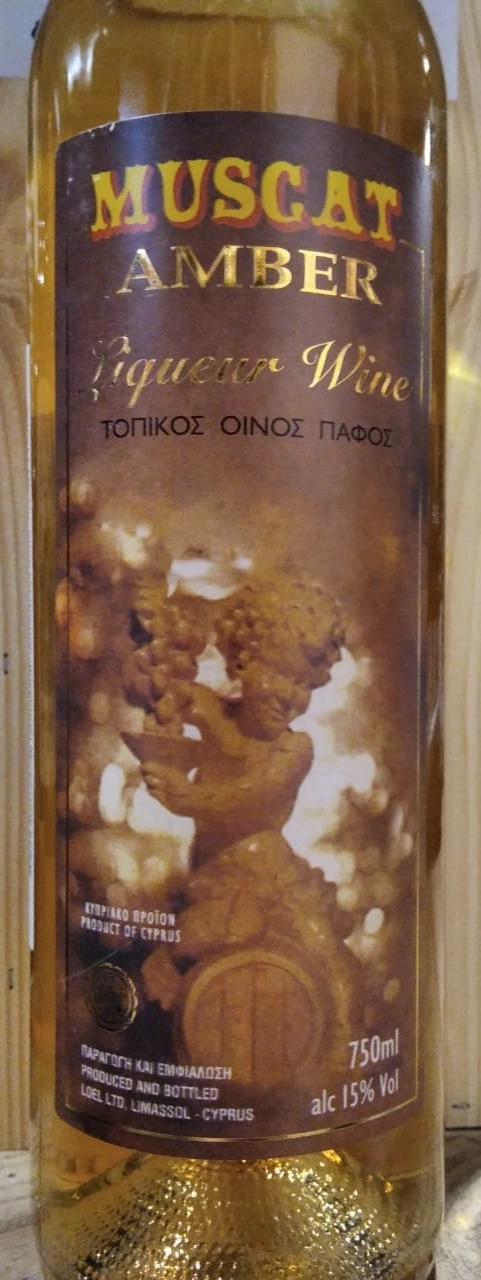 MUSCAT
AMBER
Liqueur Wine
ΤΟΠΙΚΟΣ ΟΙΝΟΣ ΠΑΦΟΣ
ΚΥΠΡΙΑΚΟ ΠΡΟΪΟΝ
PRODUCT OF CYPRUS
ΠΑΡΑΓΩΓΗ ΚΑΙ ΕΜΦΙΑΛΩΣΗ
PRODUCED AND BOTTLED
LOEL LTD, LIMASSOL - CYPRUS
750ml
alc 15% Vol